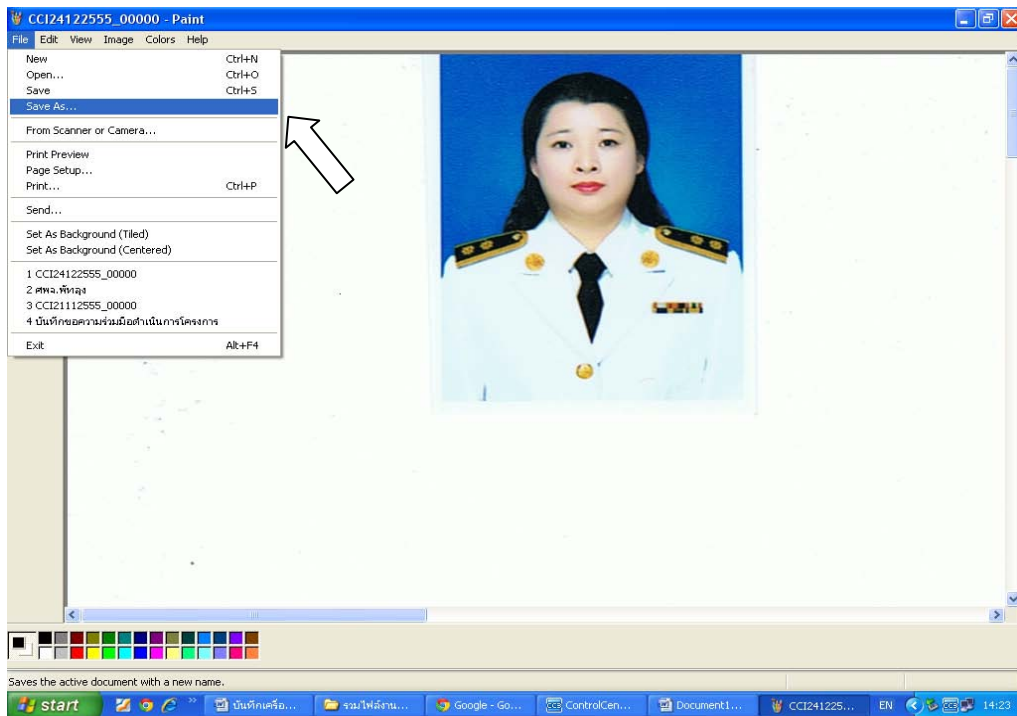 CCI24122555_00000 - Paint
File Edit View Image Colors Help
New Ctrl+N
Open... Ctrl+O
Save Ctrl+S
Save As...
From Scanner or Camera...
Print Preview
Page Setup...
Print... Ctrl+P
Send...
Set As Background (Tiled)
Set As Background (Centered)
1 CCI24122555_00000
2 ศพจ.พัทลุง
3 CCI21112555_00000
4 บันทึกขอความร่วมมือดำเนินการโครงการ
Exit Alt+F4
Saves the active document with a new name.
start บันทึกเครือ... รวมไฟล์งาน... Google - Go... ControlCen... Document1... CCI241225... EN 14:23